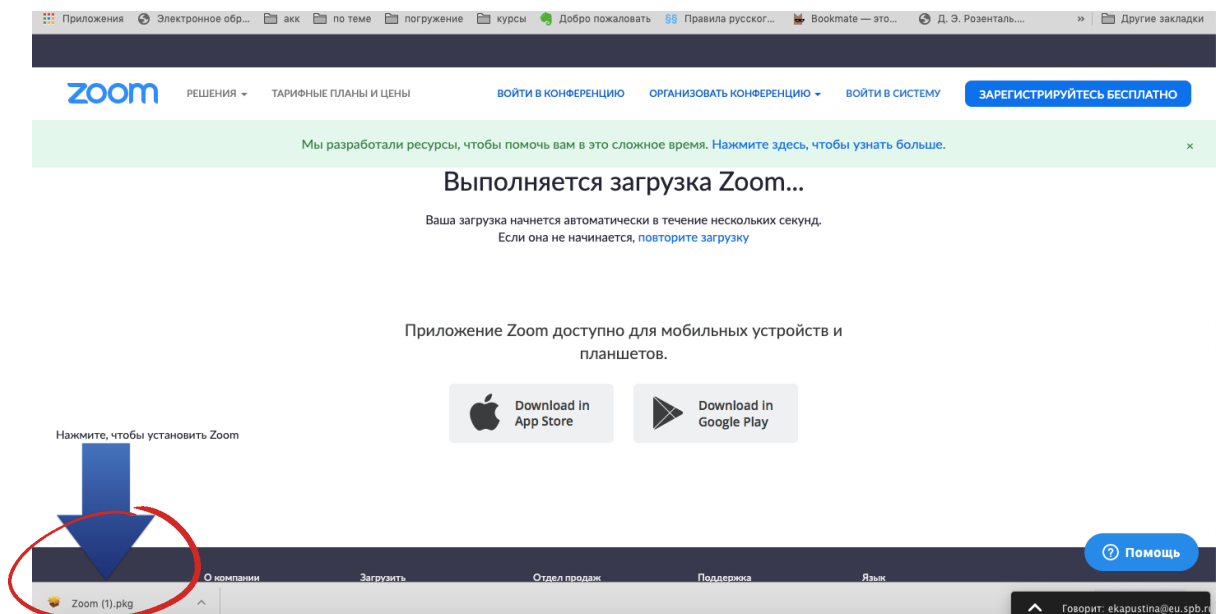 Приложения Электронное обр... акк по теме погружение курсы Добро пожаловать §§ Правила русског... Bookmate — это... Д. Э. Розенталь.... » Другие закладки
zoom РЕШЕНИЯ ТАРИФНЫЕ ПЛАНЫ И ЦЕНЫ ВОЙТИ В КОНФЕРЕНЦИЮ ОРГАНИЗОВАТЬ КОНФЕРЕНЦИЮ ВОЙТИ В СИСТЕМУ ЗАРЕГИСТРИРУЙТЕСЬ БЕСПЛАТНО
Мы разработали ресурсы, чтобы помочь вам в это сложное время. Нажмите здесь, чтобы узнать больше. ×
Выполняется загрузка Zoom...
Ваша загрузка начнется автоматически в течение нескольких секунд.
Если она не начинается, повторите загрузку
Приложение Zoom доступно для мобильных устройств и
планшетов.
Download in
App Store
Download in
Google Play
Нажмите, чтобы установить Zoom
? Помощь
О компании Загрузить Отдел продаж Поддержка Язык
Zoom (1).pkg
Говорит: ekapustina@eu.spb.r